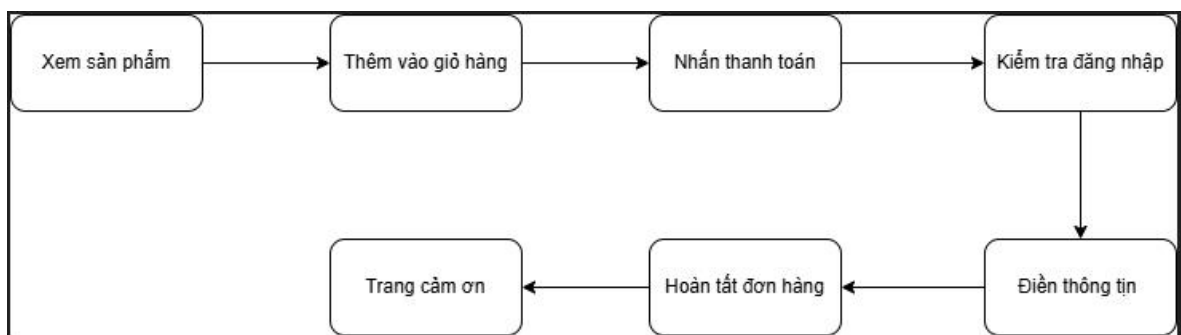 Xem sản phẩm
Thêm vào giỏ hàng
Nhấn thanh toán
Kiểm tra đăng nhập
Điền thông tịn
Hoàn tất đơn hàng
Trang cảm ơn